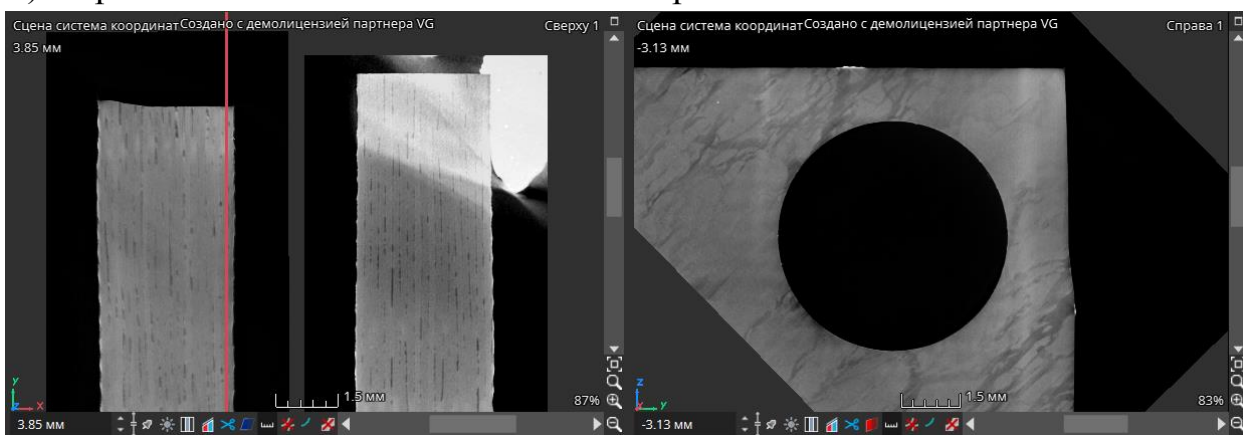 Сцена система координат
Создано с демолицензией партнера VG
Сверху 1
3.85 мм
1.5 мм
87%
3.85 мм
y
x
Сцена система координат
Создано с демолицензией партнера VG
Справа 1
-3.13 мм
1.5 мм
83%
-3.13 мм
z
y